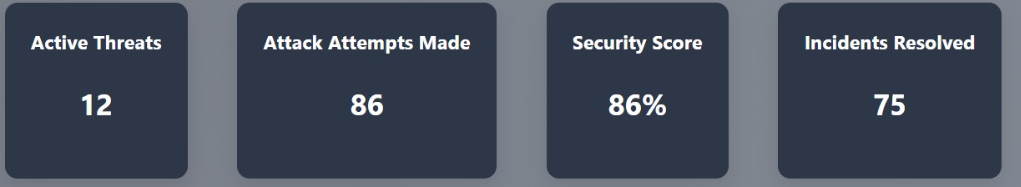 Active Threats
12
Attack Attempts Made
86
Security Score
86%
Incidents Resolved
75